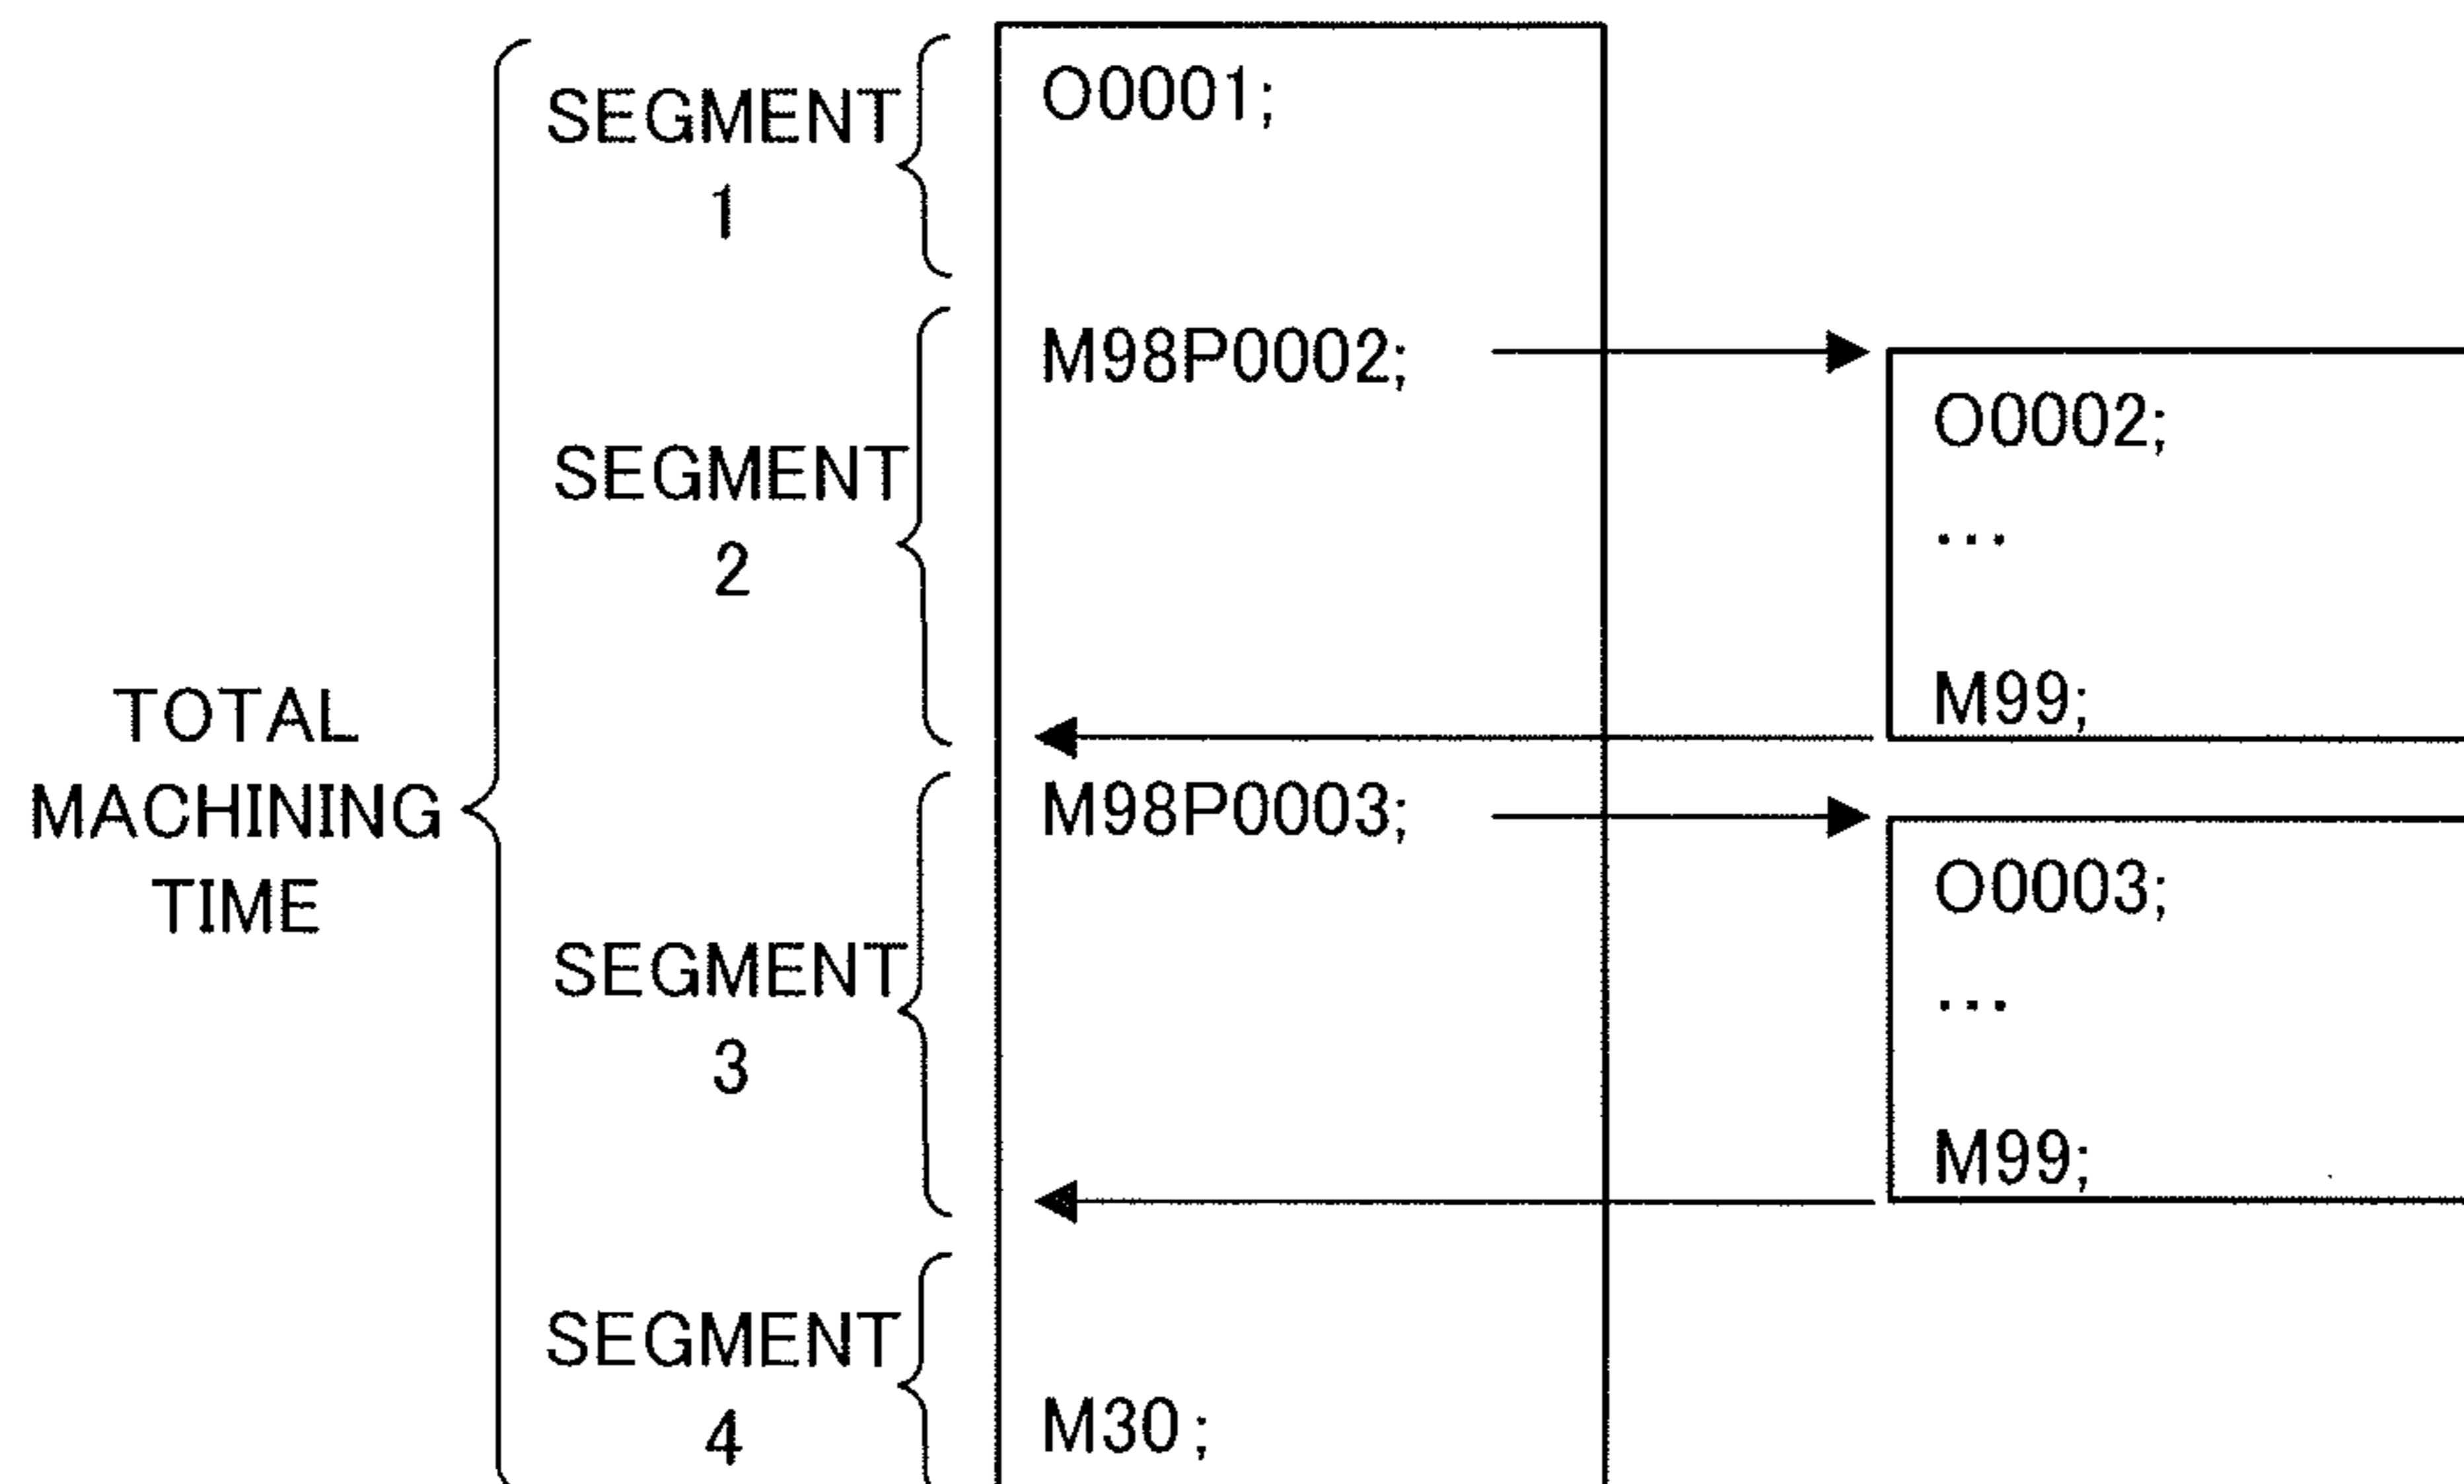 TOTAL
MACHINING
TIME
SEGMENT
1
SEGMENT
2
SEGMENT
3
SEGMENT
4
O0001;
M98P0002;
M98P0003;
M30;
O0002;
...
M99;
O0003;
...
M99;